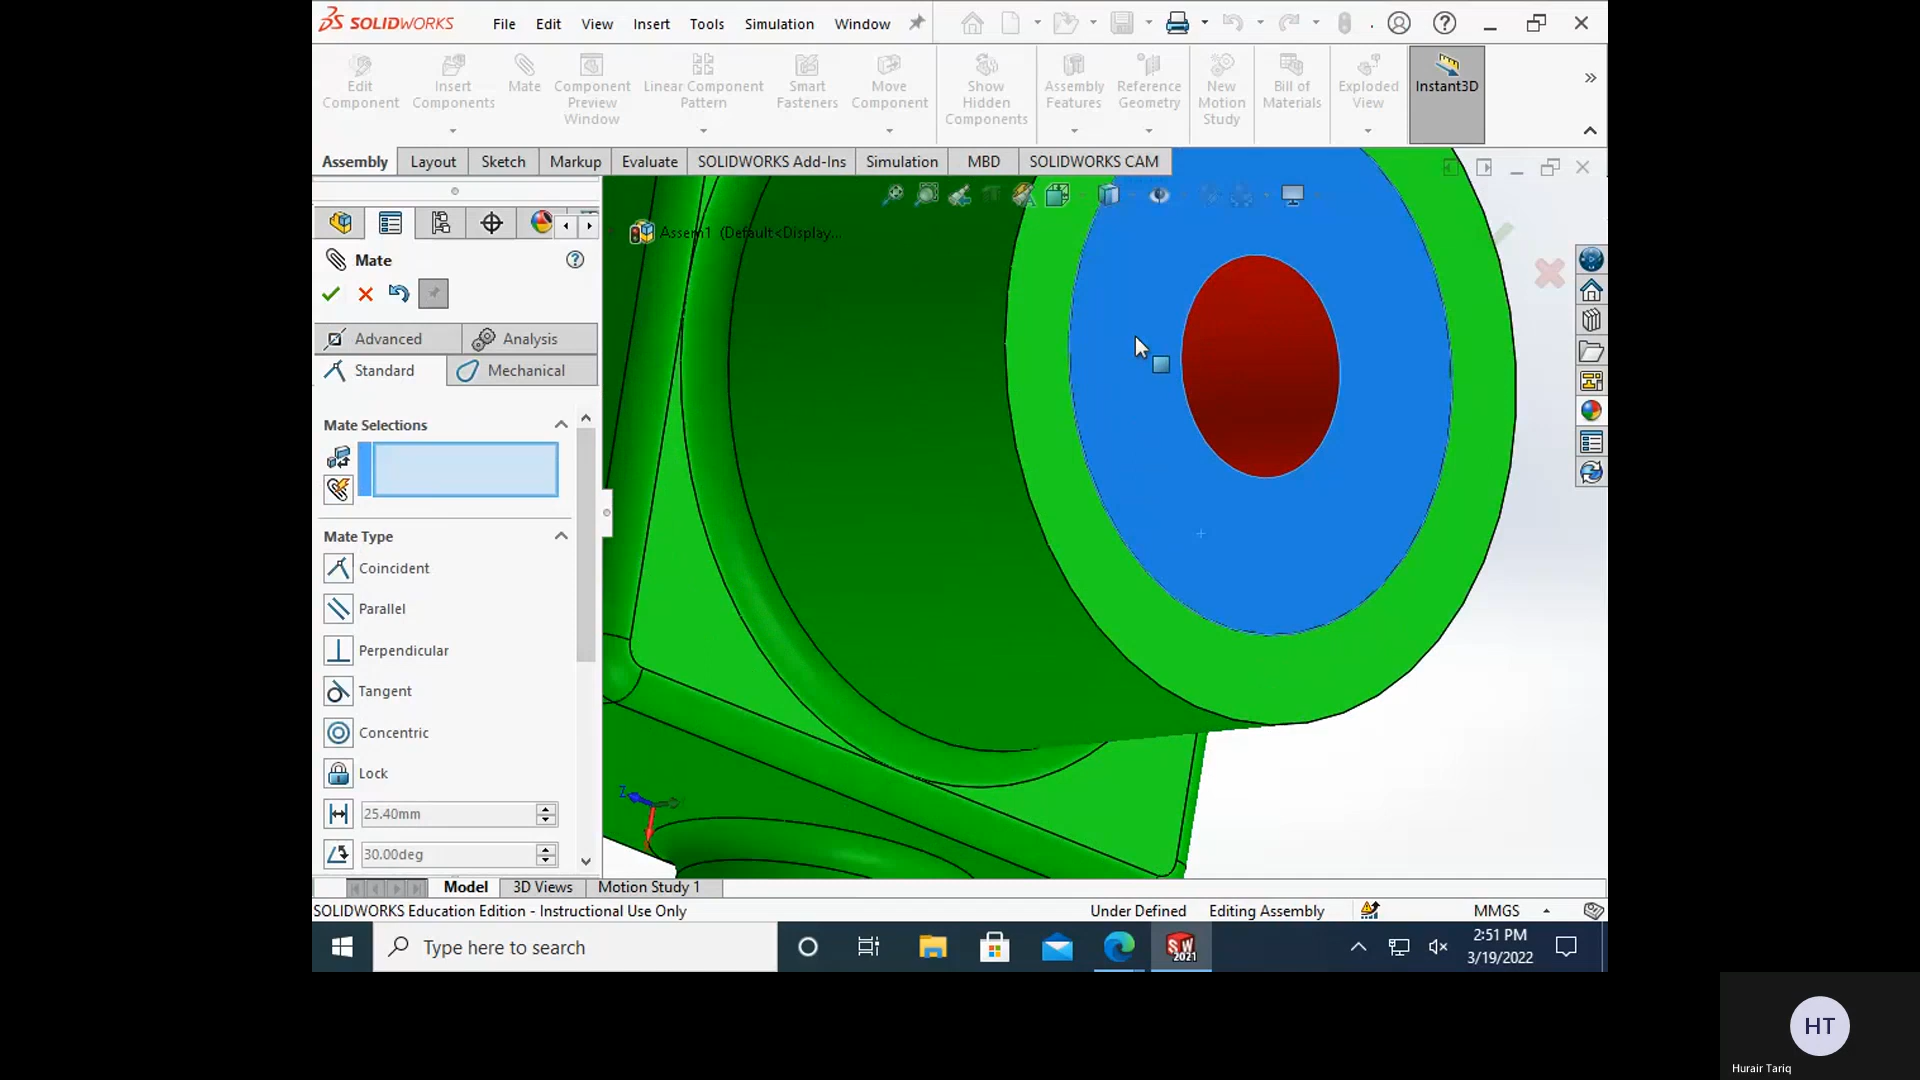 SOLIDWORKS File Edit View Insert Tools Simulation Window
Edit Component
Insert Components
Mate
Component Preview Window
Linear Component Pattern
Smart Fasteners
Move Component
Show Hidden Components
Assembly Features
Reference Geometry
New Motion Study
Bill of Materials
Exploded View
Instant3D
Assembly Layout Sketch Markup Evaluate SOLIDWORKS Add-Ins Simulation MBD SOLIDWORKS CAM
Assem1 (Default<Display...
Mate
Advanced Analysis
Standard Mechanical
Mate Selections
Mate Type
Coincident
Parallel
Perpendicular
Tangent
Concentric
Lock
25.40mm
30.00deg
Z
Model 3D Views Motion Study 1
SOLIDWORKS Education Edition - Instructional Use Only Under Defined Editing Assembly MMGS
Type here to search
SW 2021
2:51 PM
3/19/2022
HT
Hurair Tariq